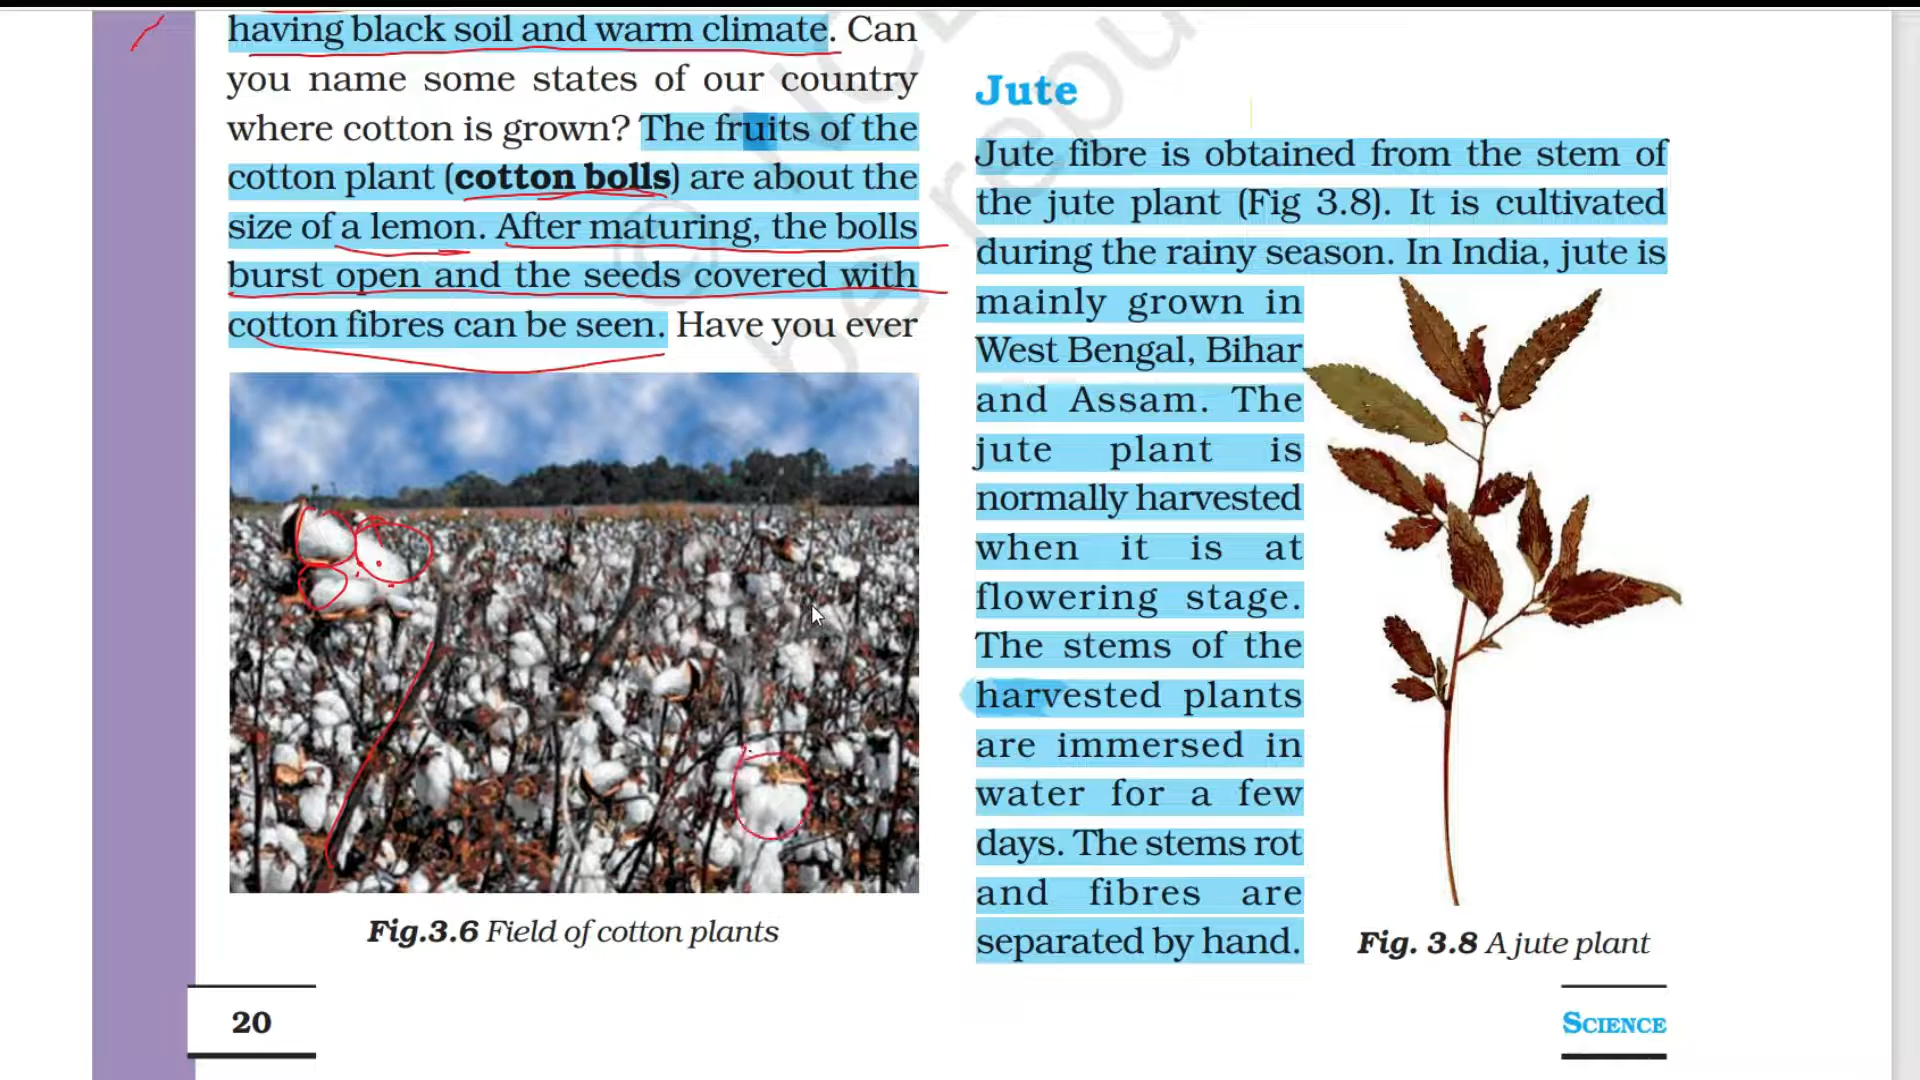 having black soil and warm climate. Can
you name some states of our country
where cotton is grown? The fruits of the
cotton plant (cotton bolls) are about the
size of a lemon. After maturing, the bolls
burst open and the seeds covered with
cotton fibres can be seen. Have you ever
Fig.3.6 Field of cotton plants
20
Jute
Jute fibre is obtained from the stem of
the jute plant (Fig 3.8). It is cultivated
during the rainy season. In India, jute is
mainly grown in
West Bengal, Bihar
and Assam. The
jute plant is
normally harvested
when it is at
flowering stage.
The stems of the
harvested plants
are immersed in
water for a few
days. The stems rot
and fibres are
separated by hand.
Fig. 3.8 A jute plant
SCIENCE